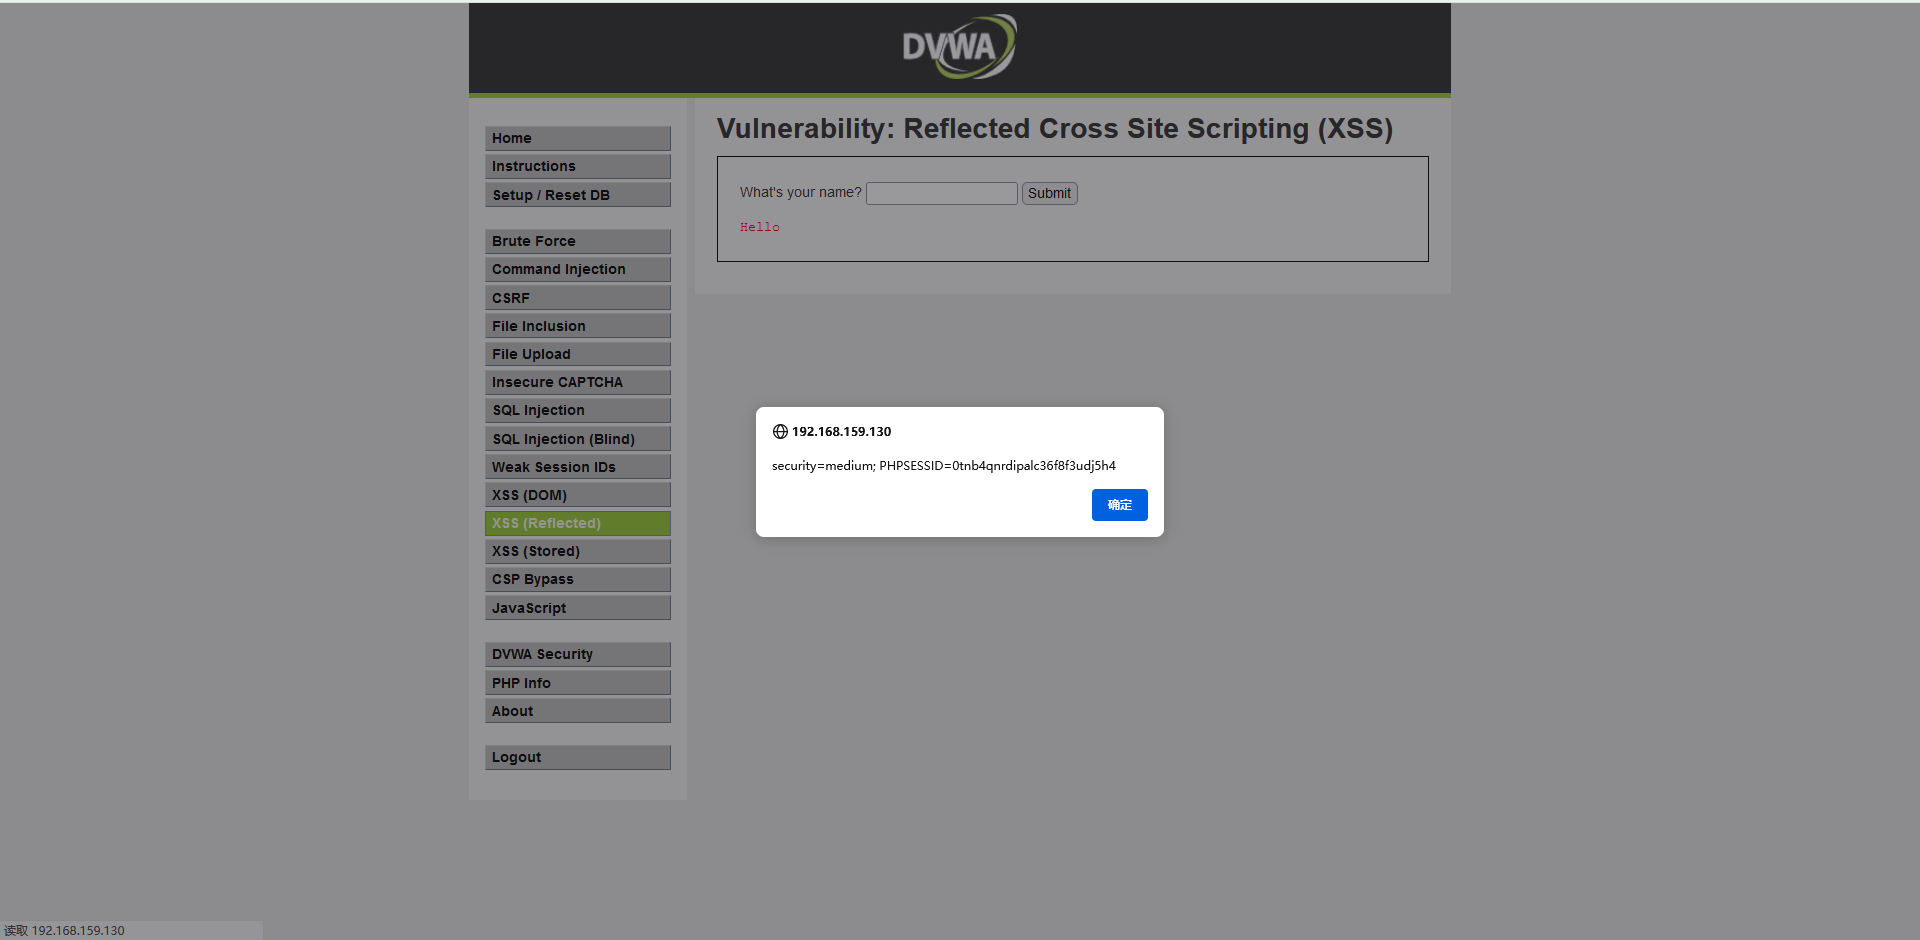 DVWA
Home
Instructions
Setup / Reset DB
Brute Force
Command Injection
CSRF
File Inclusion
File Upload
Insecure CAPTCHA
SQL Injection
SQL Injection (Blind)
Weak Session IDs
XSS (DOM)
XSS (Reflected)
XSS (Stored)
CSP Bypass
JavaScript
DVWA Security
PHP Info
About
Logout
Vulnerability: Reflected Cross Site Scripting (XSS)
What's your name? Submit
Hello
192.168.159.130
security=medium; PHPSESSID=0tnb4qnrdipalc36f8f3udj5h4
确定
读取 192.168.159.130